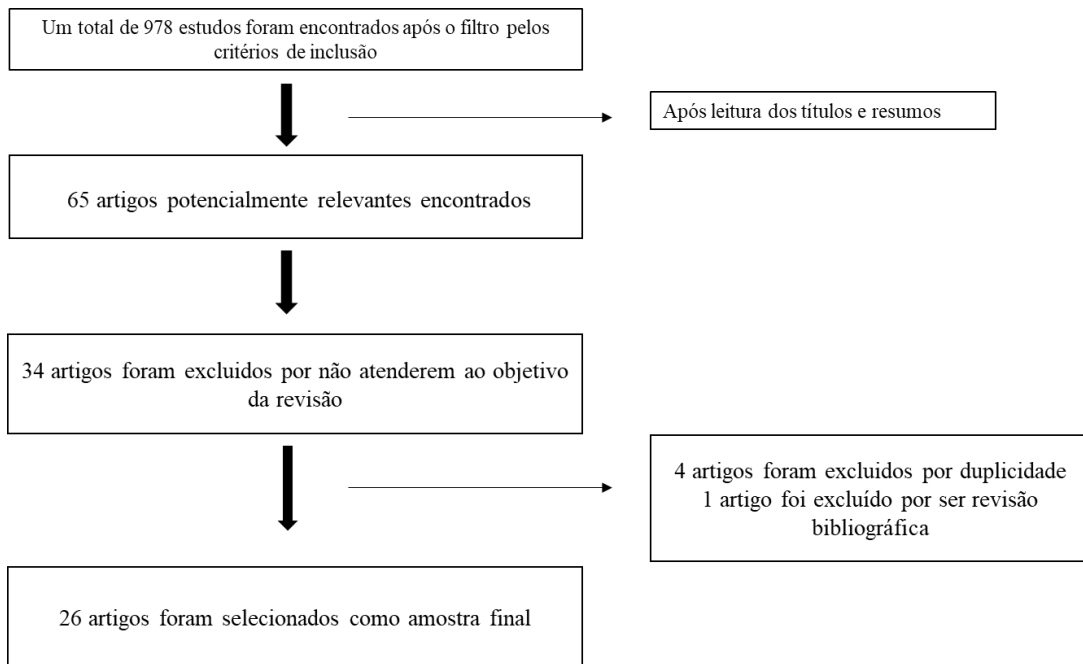 Um total de 978 estudos foram encontrados após o filtro pelos
critérios de inclusão
Após leitura dos títulos e resumos
65 artigos potencialmente relevantes encontrados
34 artigos foram excluidos por não atenderem ao objetivo
da revisão
4 artigos foram excluidos por duplicidade
1 artigo foi excluído por ser revisão
bibliográfica
26 artigos foram selecionados como amostra final